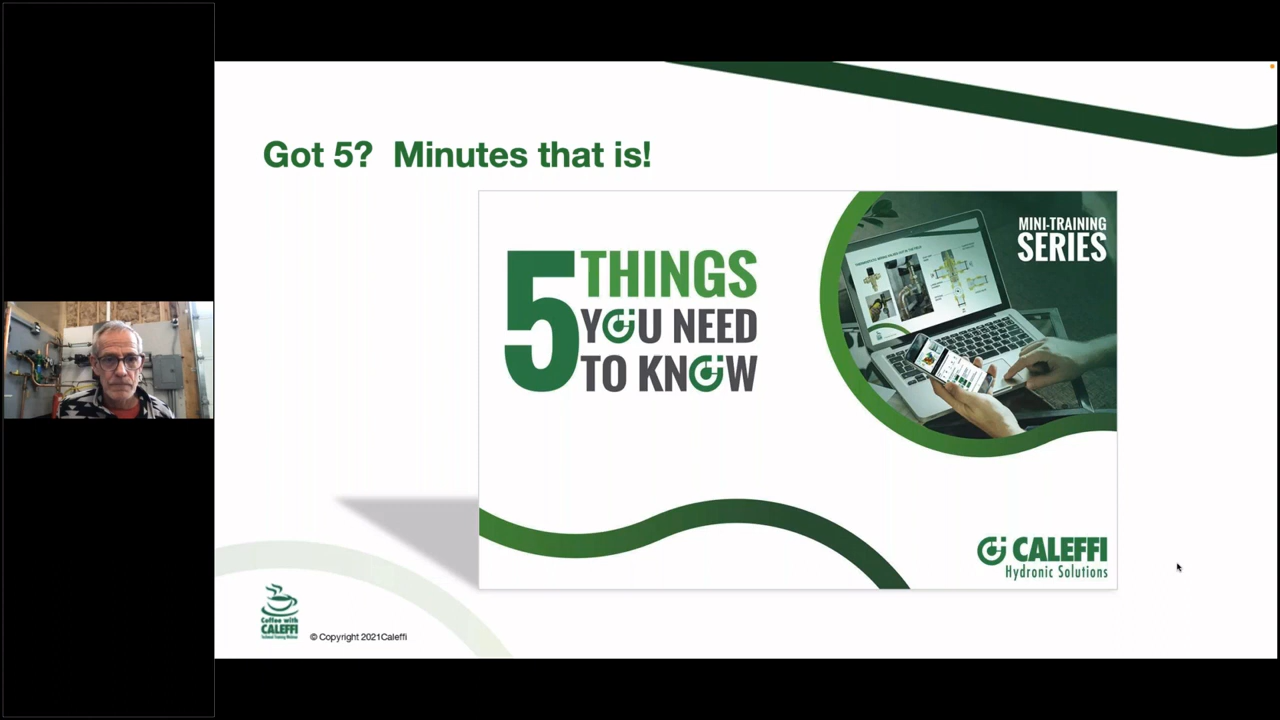 Got 5?  Minutes that is!
MINI-TRAINING
SERIES
5 THINGS
YOU NEED
TO KNOW
CALEFFI
Hydronic Solutions
Coffee with
CALEFFI
© Copyright 2021Caleffi